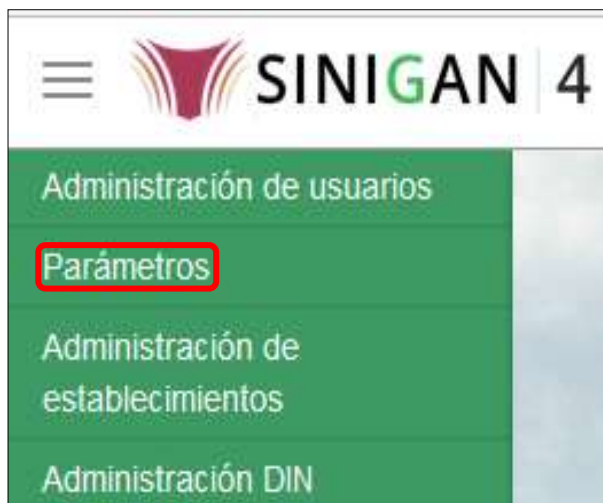 SINIGAN 4
Administración de usuarios
Parámetros
Administración de
establecimientos
Administración DIN